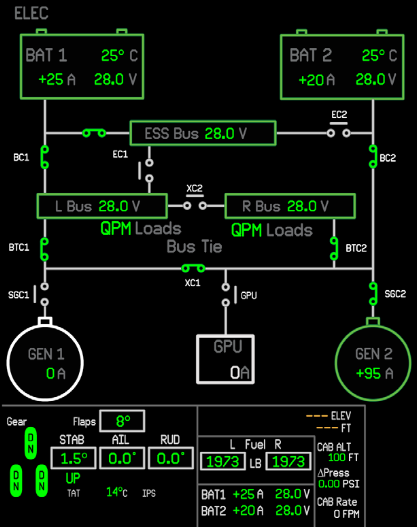 ELEC
BAT 1 25° C
+25 A 28.0 V
BAT 2 25° C
+20 A 28.0 V
EC2
ESS Bus 28.0 V
BC1
EC1
BC2
XC2
L Bus 28.0 V
R Bus 28.0 V
QPM Loads
QPM Loads
Bus Tie
BTC1
BTC2
XC1
SGC1
GPU
SGC2
GEN 1
0 A
GPU
0A
GEN 2
+95 A
Gear
DN
DN
DN
Flaps 8°
STAB AIL RUD
1.5° 0.0° 0.0°
UP
TAT 14°C IPS
L Fuel R
1973 LB 1973
BAT1 +25 A 28.0 V
BAT2 +20 A 28.0 V
--- ELEV
--- FT
CAB ALT
100 FT
ΔPress
0.00 PSI
CAB Rate
0 FPM